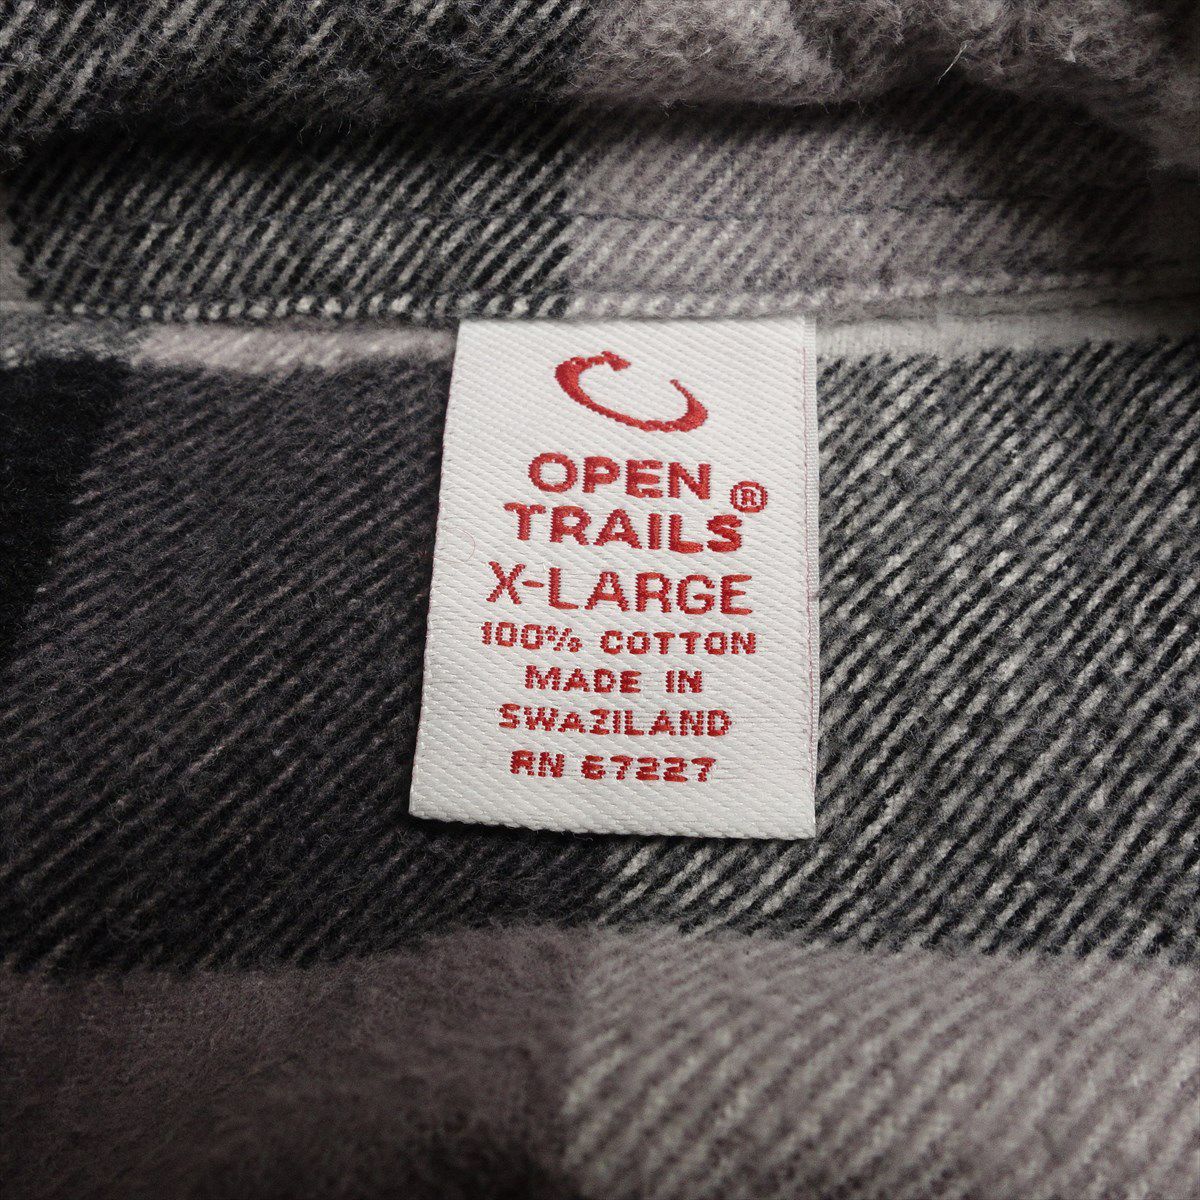 OPEN
TRAILS®
X-LARGE
100% COTTON
MADE IN
SWAZILAND
RN 67227